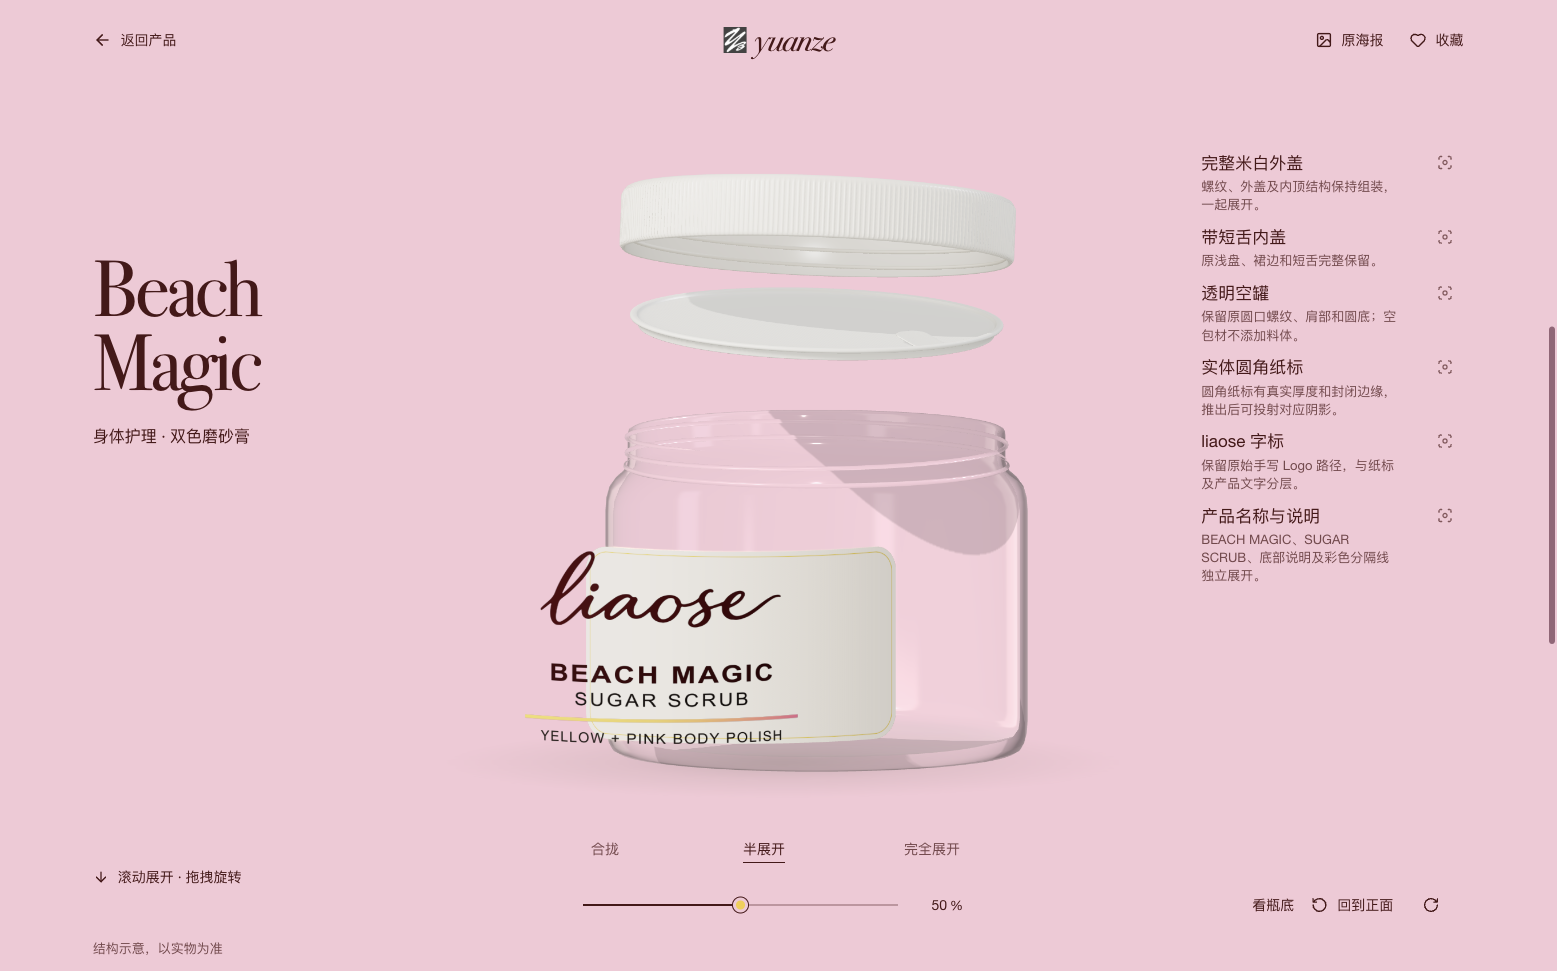 返回产品
yuanze
原海报
收藏
Beach
Magic
身体护理 · 双色磨砂膏
完整米白外盖
螺纹、外盖及内顶结构保持组装，
一起展开。
带短舌内盖
原浅盘、裙边和短舌完整保留。
透明空罐
保留原圆口螺纹、肩部和圆底；空
包材不添加料体。
实体圆角纸标
圆角纸标有真实厚度和封闭边缘，
推出后可投射对应阴影。
liaose 字标
保留原始手写 Logo 路径，与纸标
及产品文字分层。
产品名称与说明
BEACH MAGIC、SUGAR
SCRUB、底部说明及彩色分隔线
独立展开。
liaose
BEACH MAGIC
SUGAR SCRUB
YELLOW + PINK BODY POLISH
合拢
半展开
完全展开
滚动展开 · 拖拽旋转
50 %
看瓶底
回到正面
结构示意，以实物为准